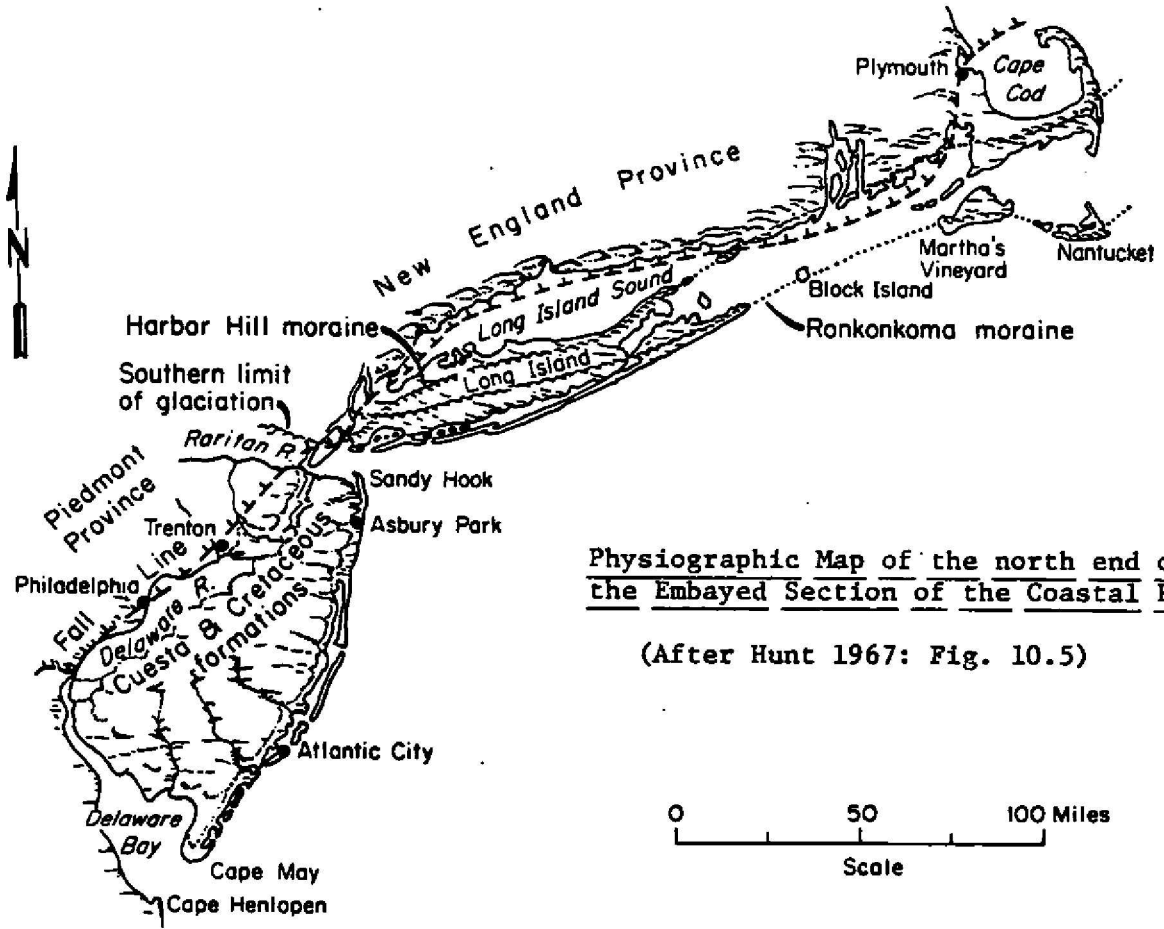 Plymouth
Cape
Cod
New England Province
N
Martha's
Vineyard
Nantucket
Block Island
Long Island Sound
Harbor Hill moraine
Ronkonkoma moraine
Long Island
Southern limit
of glaciation
Raritan R.
Sandy Hook
Piedmont
Province
Trenton
Asbury Park
Fall Line
Philadelphia
Delaware R.
Cuesta & Cretaceous
formations
Physiographic Map of the north end
the Embayed Section of the Coastal
(After Hunt 1967: Fig. 10.5)
Atlantic City
Delaware
Bay
0 50 100 Miles
Scale
Cape May
Cape Henlopen